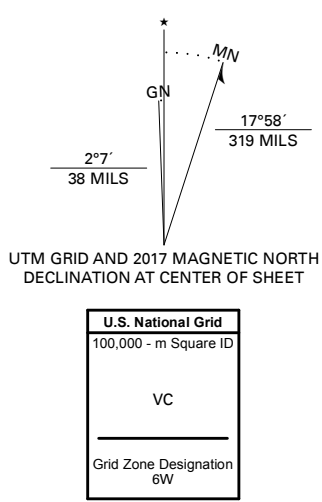 ★
MN
GN
17°58´
319 MILS
2°7´
38 MILS
UTM GRID AND 2017 MAGNETIC NORTH
DECLINATION AT CENTER OF SHEET
U.S. National Grid
100,000 - m Square ID
VC
Grid Zone Designation
6W